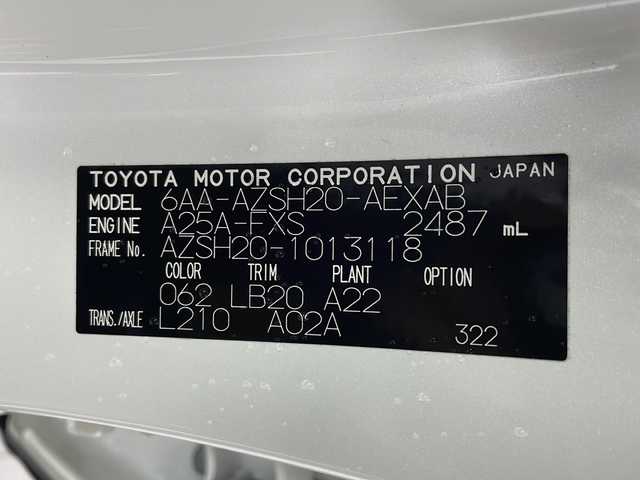 TOYOTA MOTOR CORPORATION JAPAN
MODEL 6AA-AZSH20-AEXAB
ENGINE A25A-FXS 2487 mL
FRAME No. AZSH20-1013118
COLOR TRIM PLANT OPTION
062 LB20 A22
TRANS./AXLE L210 A02A 322